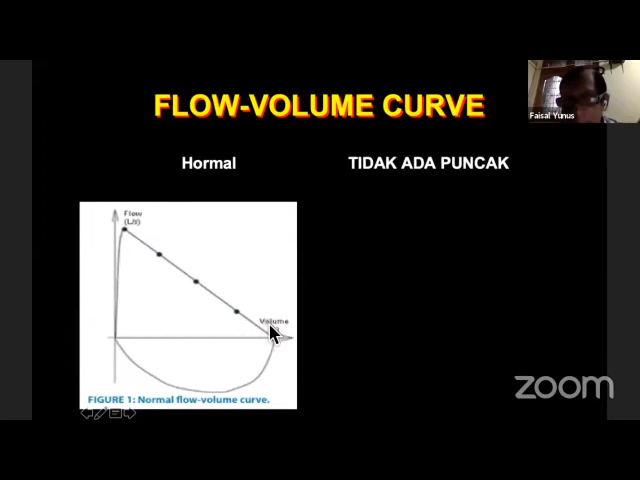 FLOW-VOLUME CURVE
Faisal Yunus
Hormal
TIDAK ADA PUNCAK
Flow
(L/s)
Volume
FIGURE 1: Normal flow-volume curve.
zoom